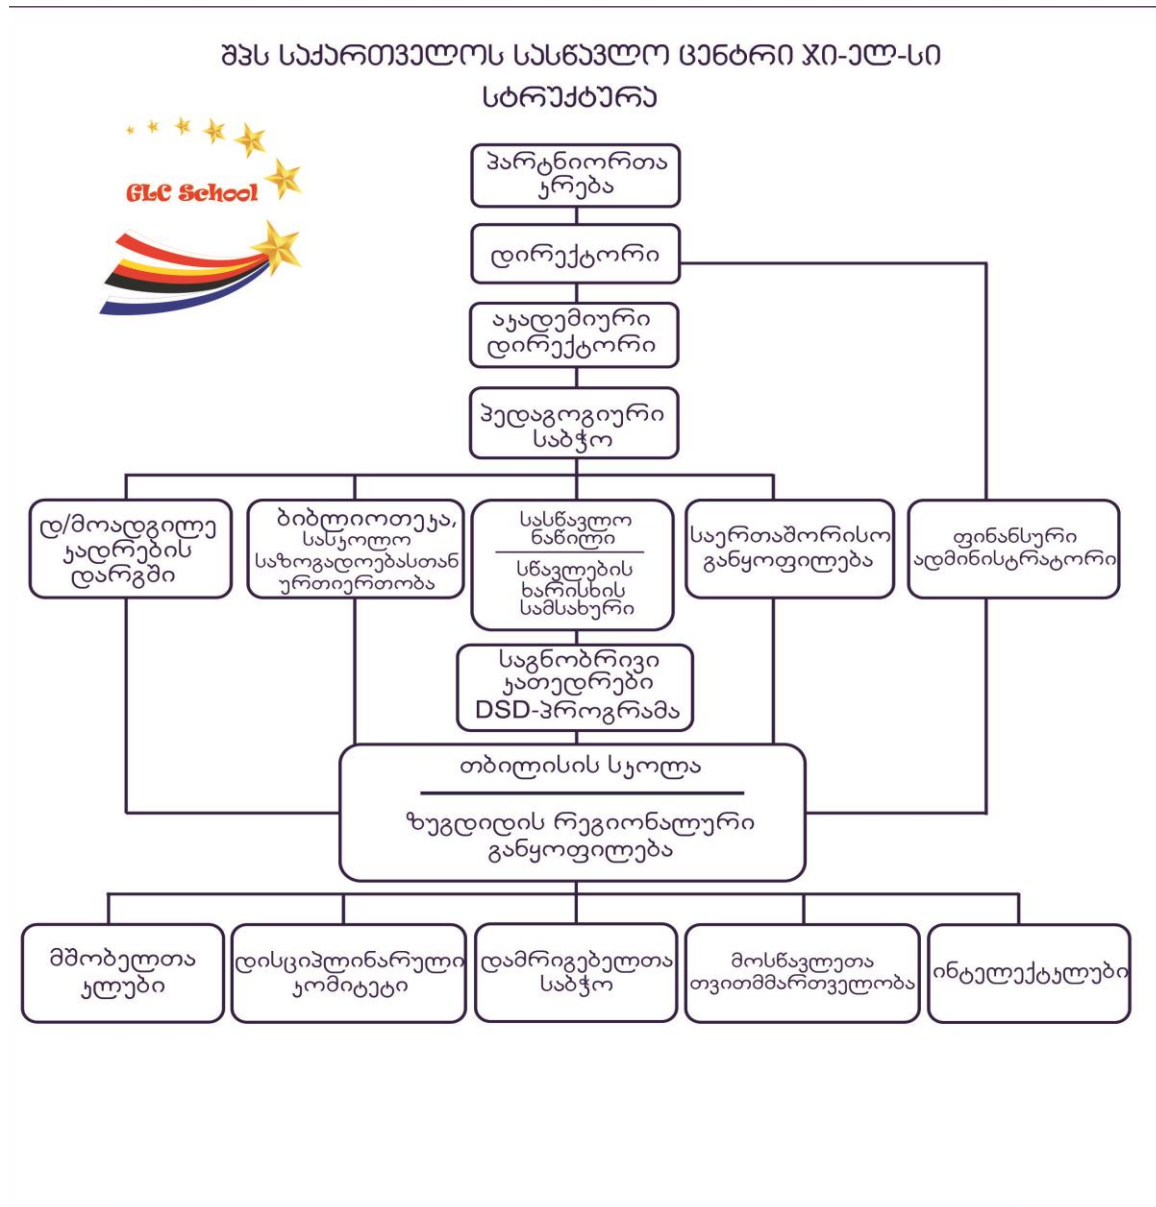 შპს საქართველოს სასწავლო ცენტრი ჯი-ელ-სი
სტრუქტურა
GLC School
პარტნიორთა
კრება
დირექტორი
აკადემიური
დირექტორი
პედაგოგიური
საბჭო
დ/მოადგილე
კადრების
დარგში
ბიბლიოთეკა,
სასკოლო
საზოგადოებასთან
ურთიერთობა
სასწავლო
ნაწილი
სწავლების
ხარისხის
სამსახური
საერთაშორისო
განყოფილება
ფინანსური
ადმინისტრატორი
საგნობრივი
კათედრები
DSD-პროგრამა
თბილისის სკოლა
ზუგდიდის რეგიონალური
განყოფილება
მშობელთა
კლუბი
დისციპლინარული
კომიტეტი
დამრიგებელთა
საბჭო
მოსწავლეთა
თვითმმართველობა
ინტელექტკლუბი